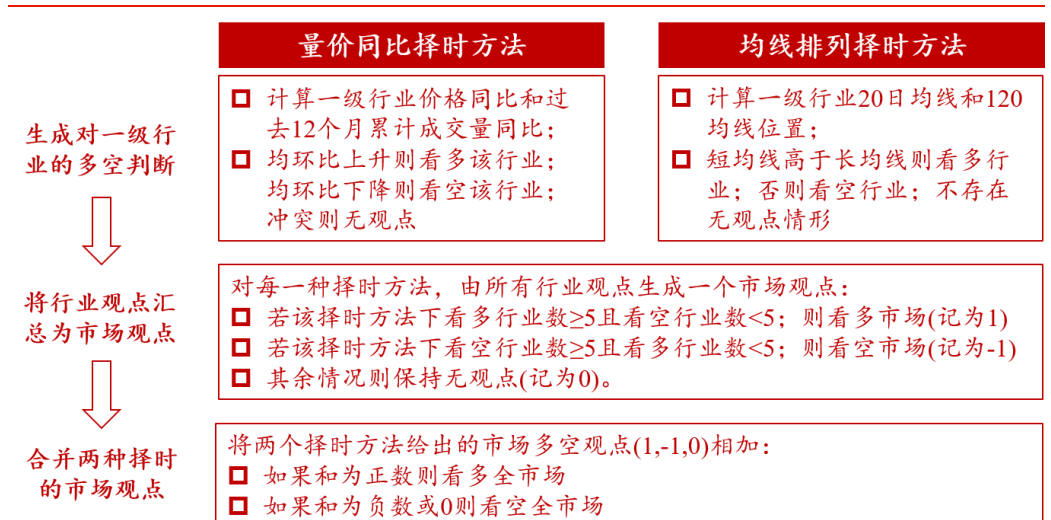 量价同比择时方法
均线排列择时方法
生成对一级行
业的多空判断
□ 计算一级行业价格同比和过
去12个月累计成交量同比；
□ 均环比上升则看多该行业；
均环比下降则看空该行业；
冲突则无观点
□ 计算一级行业20日均线和120
均线位置；
□ 短均线高于长均线则看多行
业；否则看空行业；不存在
无观点情形
将行业观点汇
总为市场观点
对每一种择时方法，由所有行业观点生成一个市场观点：
□ 若该择时方法下看多行业数≥5且看空行业数<5；则看多市场(记为1)
□ 若该择时方法下看空行业数≥5且看多行业数<5；则看空市场(记为-1)
□ 其余情况则保持无观点(记为0)。
合并两种择时
的市场观点
将两个择时方法给出的市场多空观点(1,-1,0)相加：
□ 如果和为正数则看多全市场
□ 如果和为负数或0则看空全市场